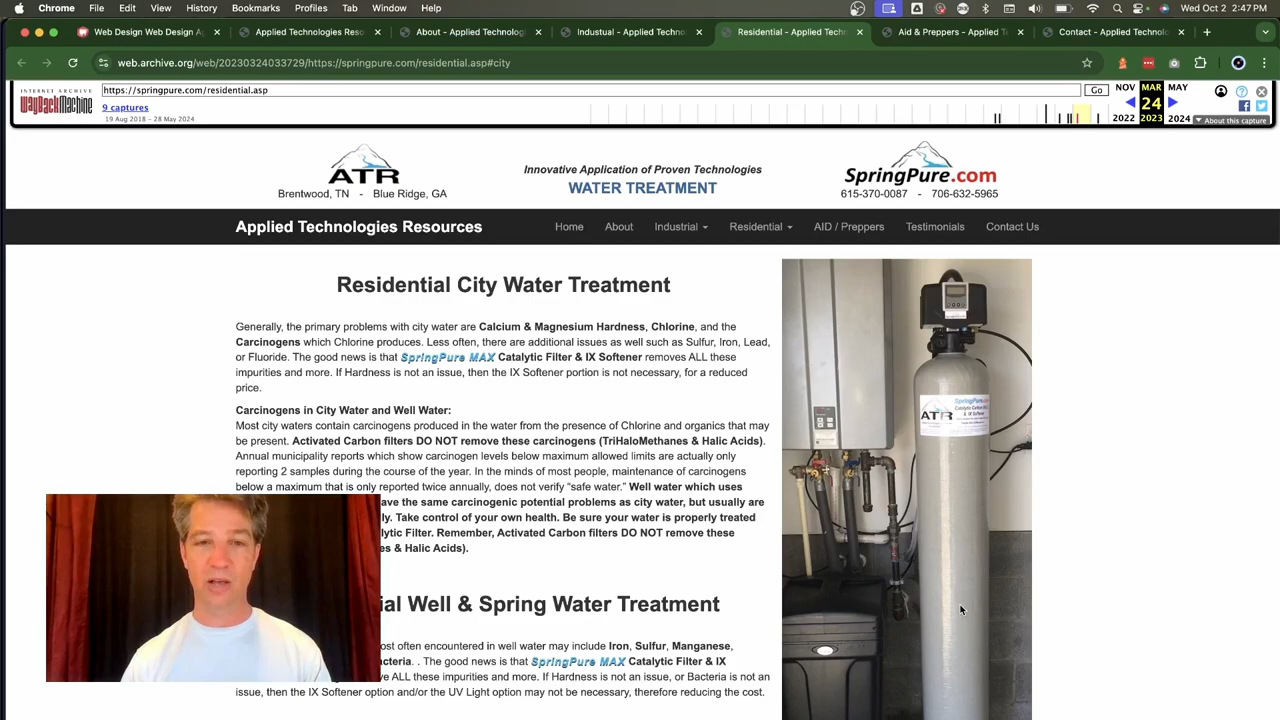 Chrome File Edit View History Bookmarks Profiles Tab Window Help Wed Oct 2 2:47 PM
Web Design Web Design A Applied Technologies Reso About - Applied Technolog Industual - Applied Techno Residential - Applied Tech Aid & Preppers - Applied T Contact - Applied Technolo
web.archive.org/web/20230324033729/https://springpure.com/residential.asp#city
INTERNET ARCHIVE
WayBackMachine
https://springpure.com/residential.asp Go
9 captures
19 Aug 2018 – 28 May 2024
NOV MAR MAY
24
2022 2023 2024
About this capture
ATR
Brentwood, TN - Blue Ridge, GA
Innovative Application of Proven Technologies
WATER TREATMENT
SpringPure.com
615-370-0087 - 706-632-5965
Applied Technologies Resources Home About Industrial Residential AID / Preppers Testimonials Contact Us
Residential City Water Treatment
Generally, the primary problems with city water are Calcium & Magnesium Hardness, Chlorine, and the
Carcinogens which Chlorine produces. Less often, there are additional issues as well such as Sulfur, Iron, Lead,
or Fluoride. The good news is that SpringPure MAX Catalytic Filter & IX Softener removes ALL these
impurities and more. If Hardness is not an issue, then the IX Softener portion is not necessary, for a reduced
price.
Carcinogens in City Water and Well Water:
Most city waters contain carcinogens produced in the water from the presence of Chlorine and organics that may
be present. Activated Carbon filters DO NOT remove these carcinogens (TriHaloMethanes & Halic Acids).
Annual municipality reports which show carcinogen levels below maximum allowed limits are actually only
reporting 2 samples during the course of the year. In the minds of most people, maintenance of carcinogens
below a maximum that is only reported twice annually, does not verify “safe water.” Well water which uses
ave the same carcinogenic potential problems as city water, but usually are
ly. Take control of your own health. Be sure your water is properly treated
lytic Filter. Remember, Activated Carbon filters DO NOT remove these
es & Halic Acids).
ial Well & Spring Water Treatment
ost often encountered in well water may include Iron, Sulfur, Manganese,
acteria. . The good news is that SpringPure MAX Catalytic Filter & IX
ve ALL these impurities and more. If Hardness is not an issue, or Bacteria is not an
issue, then the IX Softener option and/or the UV Light option may not be necessary, therefore reducing the cost.
ATR
SpringPure.com